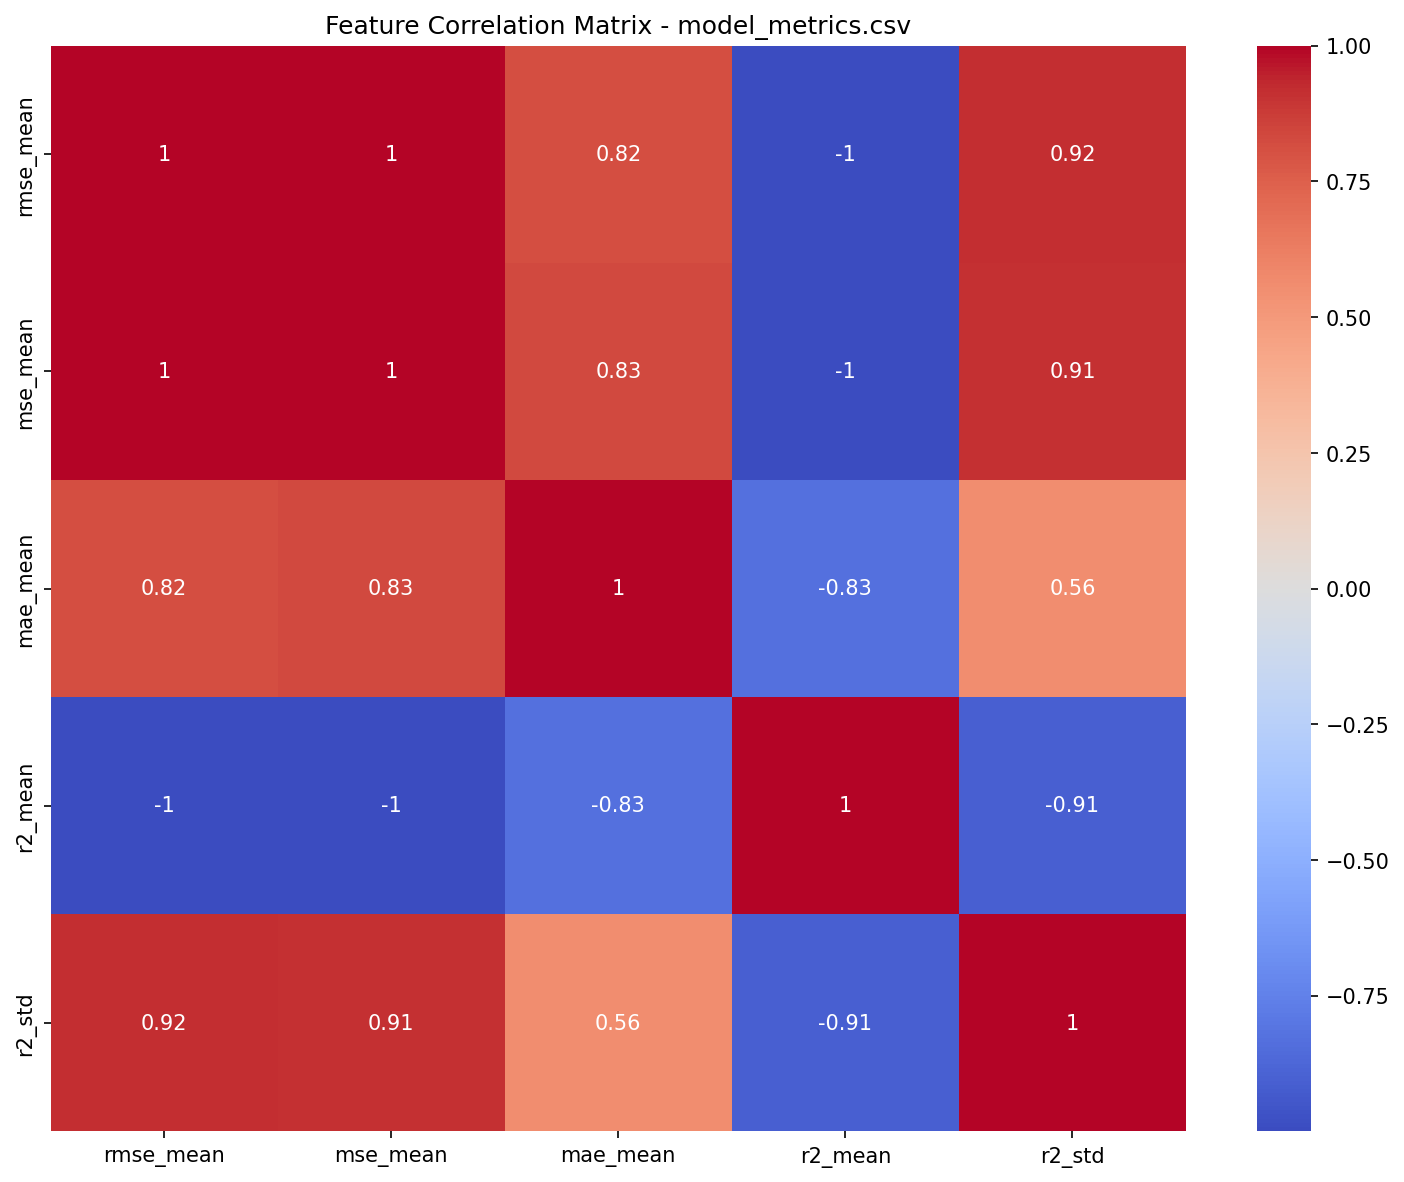 Feature Correlation Matrix - model_metrics.csv
rmse_mean 1 1 0.82 -1 0.92
mse_mean 1 1 0.83 -1 0.91
mae_mean 0.82 0.83 1 -0.83 0.56
r2_mean -1 -1 -0.83 1 -0.91
r2_std 0.92 0.91 0.56 -0.91 1
rmse_mean mse_mean mae_mean r2_mean r2_std
1.00
0.75
0.50
0.25
0.00
−0.25
−0.50
−0.75